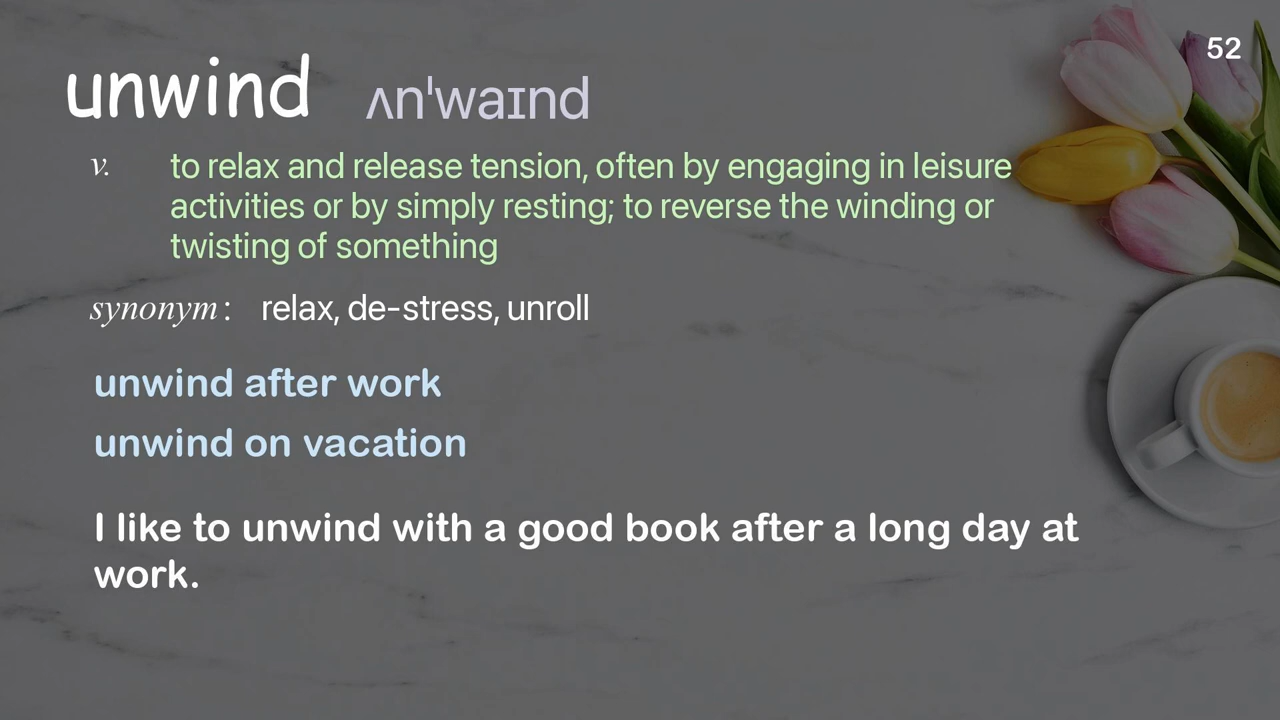 52
unwind ʌnˈwaɪnd
v. to relax and release tension, often by engaging in leisure
activities or by simply resting; to reverse the winding or
twisting of something
synonym: relax, de-stress, unroll
unwind after work
unwind on vacation
I like to unwind with a good book after a long day at
work.